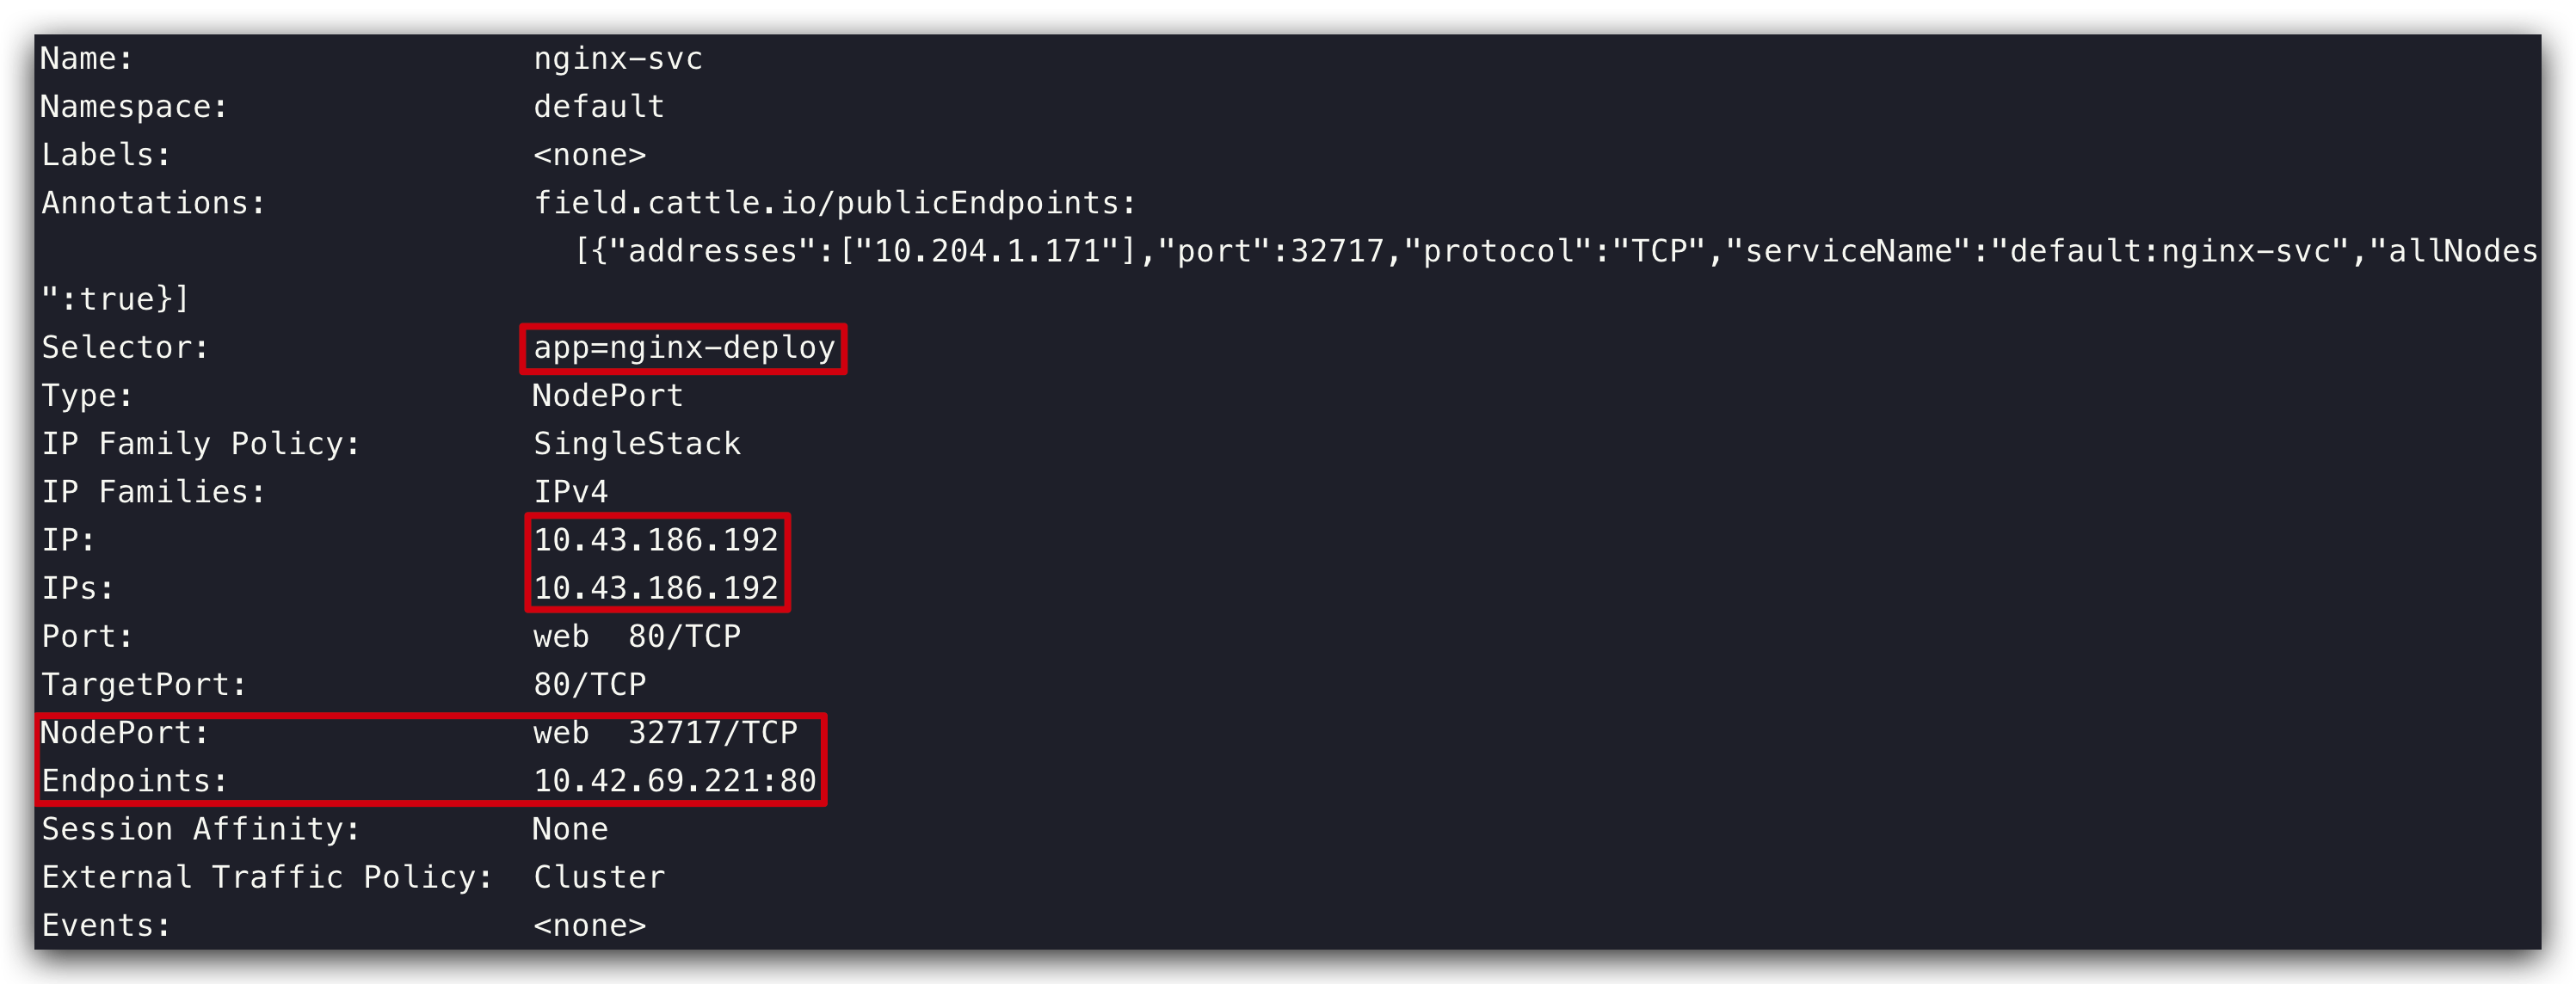 Name:                     nginx-svc
Namespace:                default
Labels:                   <none>
Annotations:              field.cattle.io/publicEndpoints:
                            [{"addresses":["10.204.1.171"],"port":32717,"protocol":"TCP","serviceName":"default:nginx-svc","allNodes
":true}]
Selector:                 app=nginx-deploy
Type:                     NodePort
IP Family Policy:         SingleStack
IP Families:              IPv4
IP:                       10.43.186.192
IPs:                      10.43.186.192
Port:                     web  80/TCP
TargetPort:               80/TCP
NodePort:                 web  32717/TCP
Endpoints:                10.42.69.221:80
Session Affinity:         None
External Traffic Policy:  Cluster
Events:                   <none>